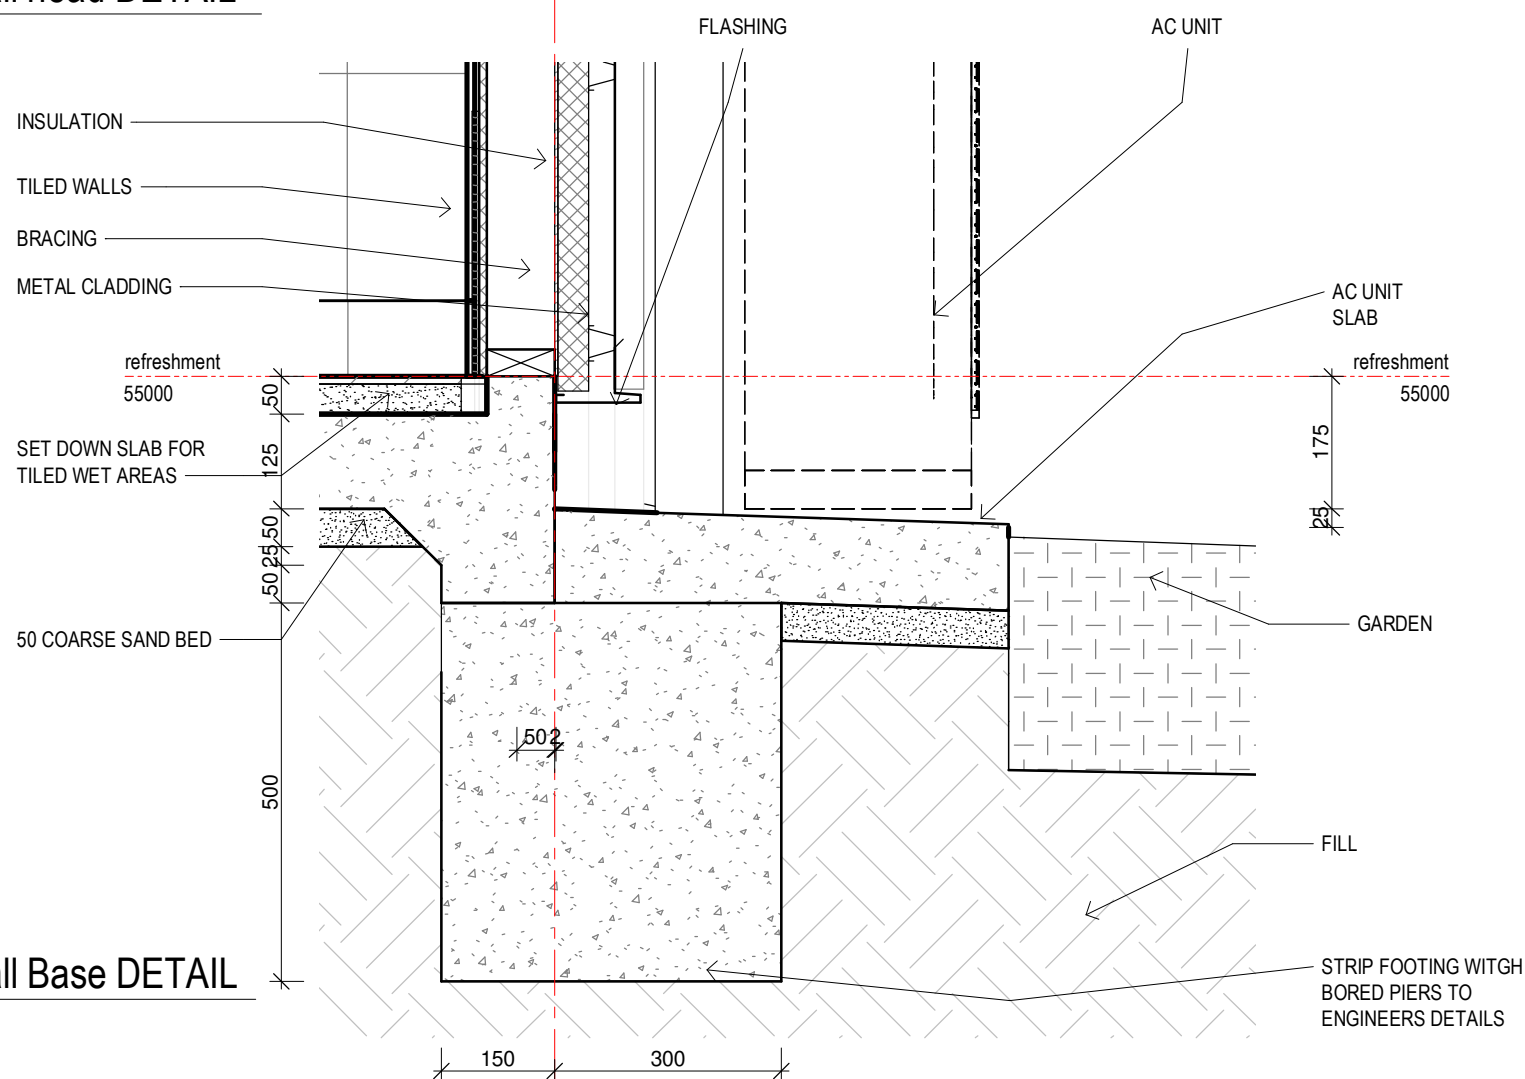 DETAIL
FLASHING
AC UNIT
INSULATION
TILED WALLS
BRACING
METAL CLADDING
AC UNIT
SLAB
refreshment
55000
refreshment
55000
50
175
25
SET DOWN SLAB FOR
TILED WET AREAS
125
50
25
50
50 COARSE SAND BED
GARDEN
502
500
FILL
Base DETAIL
STRIP FOOTING WITGH
BORED PIERS TO
ENGINEERS DETAILS
150
300